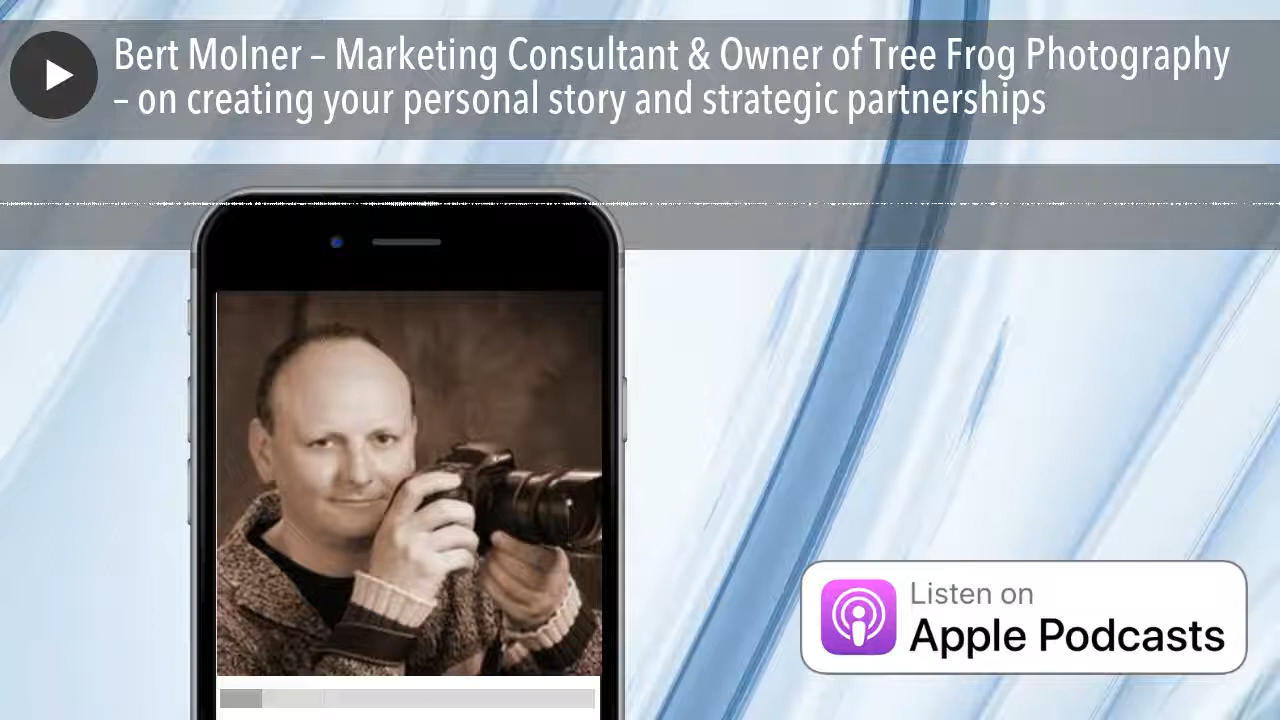 Bert Molner – Marketing Consultant & Owner of Tree Frog Photography
– on creating your personal story and strategic partnerships
Listen on
Apple Podcasts